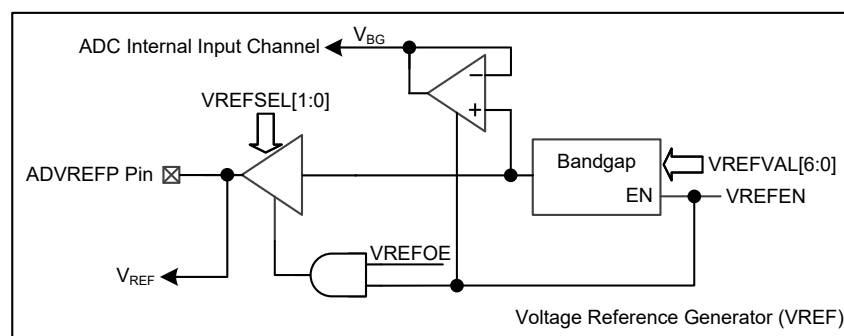 ADC Internal Input Channel
V_BG
VREFSEL[1:0]
−
+
ADVREFP Pin
Bandgap
VREFVAL[6:0]
EN
VREFEN
VREFOE
V_REF
Voltage Reference Generator (VREF)